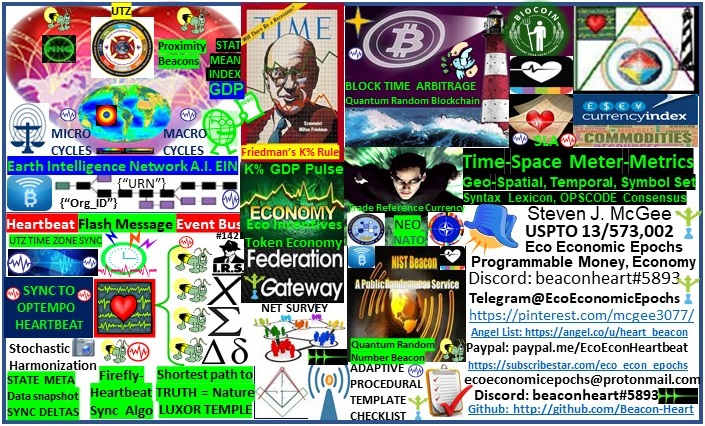 UTZ
Proximity
Beacons
STAT
MEAN
INDEX
GDP
MICRO
CYCLES
MACRO
CYCLES
Earth Intelligence Network A.I. EIN
{"URN"}
{"Org_ID"}
Heartbeat Flash Message Event Bus
UTZ TIME ZONE SYNC
#142
I.R.S.
SYNC TO
OPTEMPO
HEARTBEAT
Χ
Σ
Δ δ
Stochastic
Harmonization
STATE META
Data snapshot
SYNC DELTAS
Firefly-
Heartbeat
Sync Algo
Shortest path to
TRUTH = Nature
LUXOR TEMPLE
TIME
Economist
Milton Friedman
Friedman's K% Rule
K% GDP Pulse
ECONOMY
Eco Incentives
Token Economy
Federation
Gateway
NET SURVEY
BLOCK TIME ARBITRAGE
Quantum Random Blockchain
Trade Reference Currency
NEO
NATO
NIST Beacon
A Public Randomness Service
Quantum Random
Number Beacon
ADAPTIVE
PROCEDURAL
TEMPLATE
CHECKLIST
BIOCOIN
SLA
£ $ € ¥
currencyindex
COMMODITIES
Time-Space Meter-Metrics
Geo-Spatial, Temporal, Symbol Set
Syntax Lexicon, OPSCODE Consensus
Steven J. McGee
USPTO 13/573,002
Eco Economic Epochs
Programmable Money, Economy
Discord: beaconheart#5893
Telegram@EcoEconomicEpochs
https://pinterest.com/mcgee3077/
Angel List: https://angel.co/u/heart_beacon
Paypal: paypal.me/EcoEconHeartbeat
https://subscribestar.com/eco_econ_epochs
ecoeconomicepochs@protonmail.com
Discord: beaconheart#5893
Github: http://github.com/Beacon-Heart